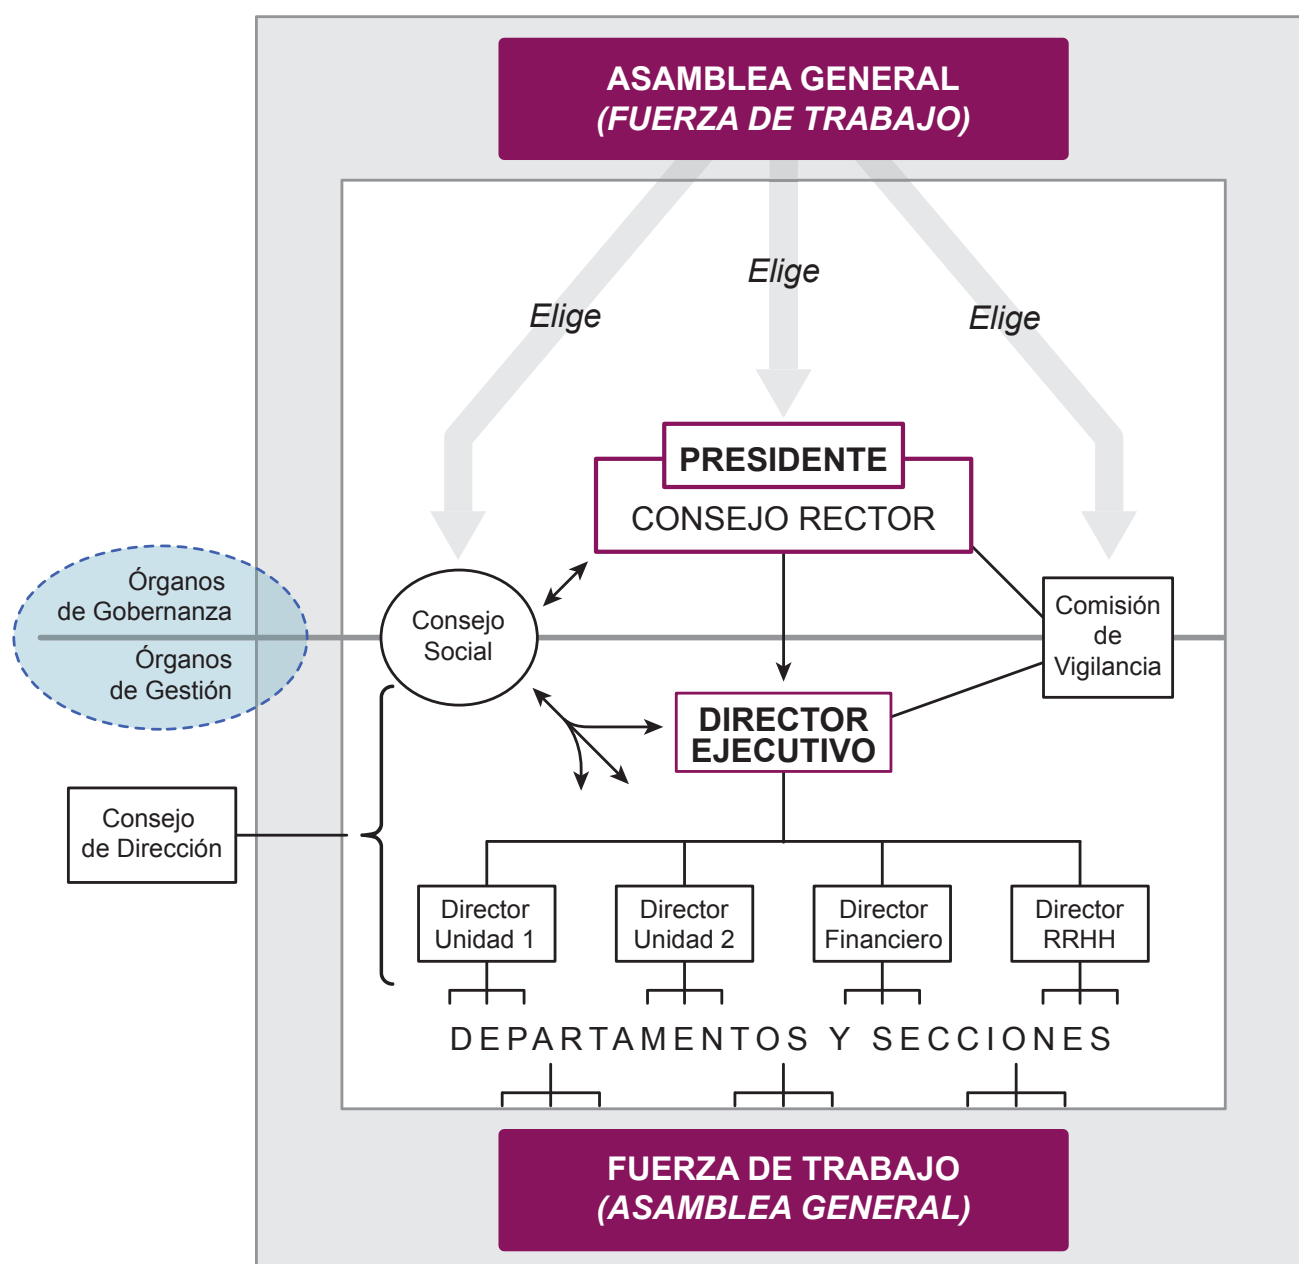 ASAMBLEA GENERAL
(FUERZA DE TRABAJO)
Elige
Elige
Elige
PRESIDENTE
CONSEJO RECTOR
Órganos
de Gobernanza
Órganos
de Gestión
Consejo
Social
Comisión
de
Vigilancia
DIRECTOR
EJECUTIVO
Consejo
de Dirección
Director
Unidad 1
Director
Unidad 2
Director
Financiero
Director
RRHH
DEPARTAMENTOS Y SECCIONES
FUERZA DE TRABAJO
(ASAMBLEA GENERAL)